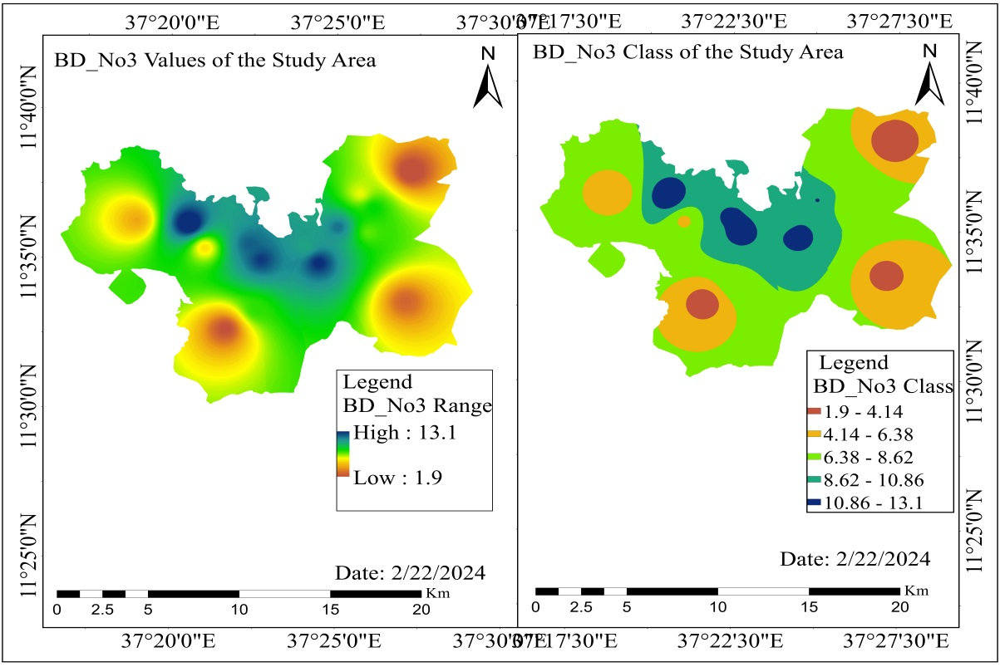 37°20'0"E 37°25'0"E 37°30'0"E
37°17'30"E 37°22'30"E 37°27'30"E
BD_No3 Values of the Study Area
N
11°40'0"N
11°35'0"N
11°30'0"N
11°25'0"N
Legend
BD_No3 Range
High : 13.1
Low : 1.9
Date: 2/22/2024
Km
0 2.5 5 10 15 20
37°20'0"E 37°25'0"E 37°30'0"E
BD_No3 Class of the Study Area
N
11°40'0"N
11°35'0"N
11°30'0"N
11°25'0"N
Legend
BD_No3 Class
1.9 - 4.14
4.14 - 6.38
6.38 - 8.62
8.62 - 10.86
10.86 - 13.1
Date: 2/22/2024
Km
0 2.5 5 10 15 20
37°17'30"E 37°22'30"E 37°27'30"E